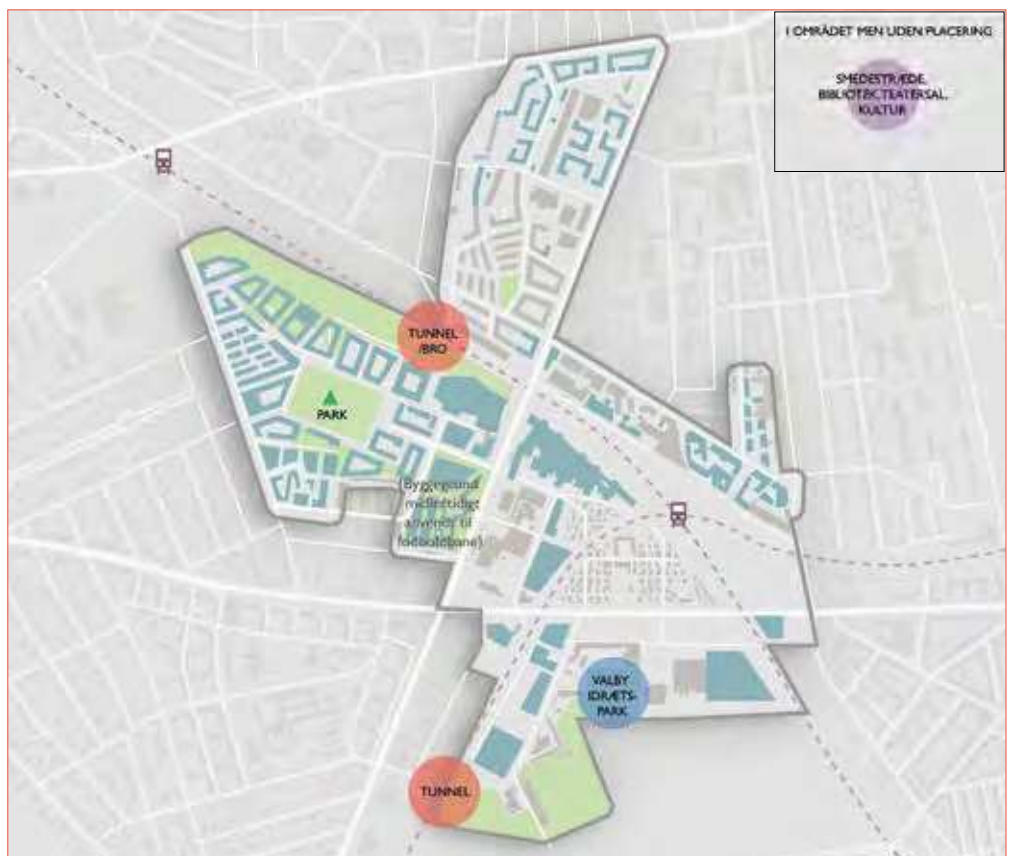 I OMRÅDET MEN UDEN PLACERING
SMEDESTRÆDE,
BIBLIOTEK, TEATERSAL,
KULTUR
TUNNEL
/BRO
PARK
(Byggegrund
midlertidigt
anvendt til
fodboldbane)
VALBY
IDRÆTS-
PARK
TUNNEL